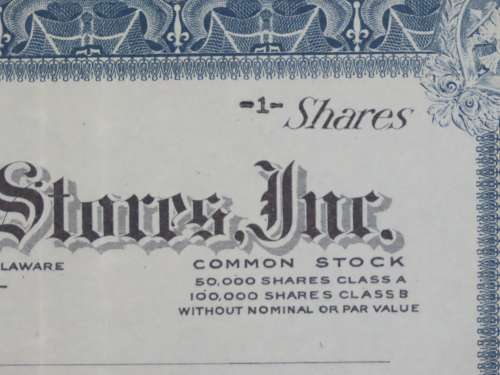 -1- Shares
Stores, Inc.
LAWARE
COMMON STOCK
50,000 SHARES CLASS A
100,000 SHARES CLASS B
WITHOUT NOMINAL OR PAR VALUE